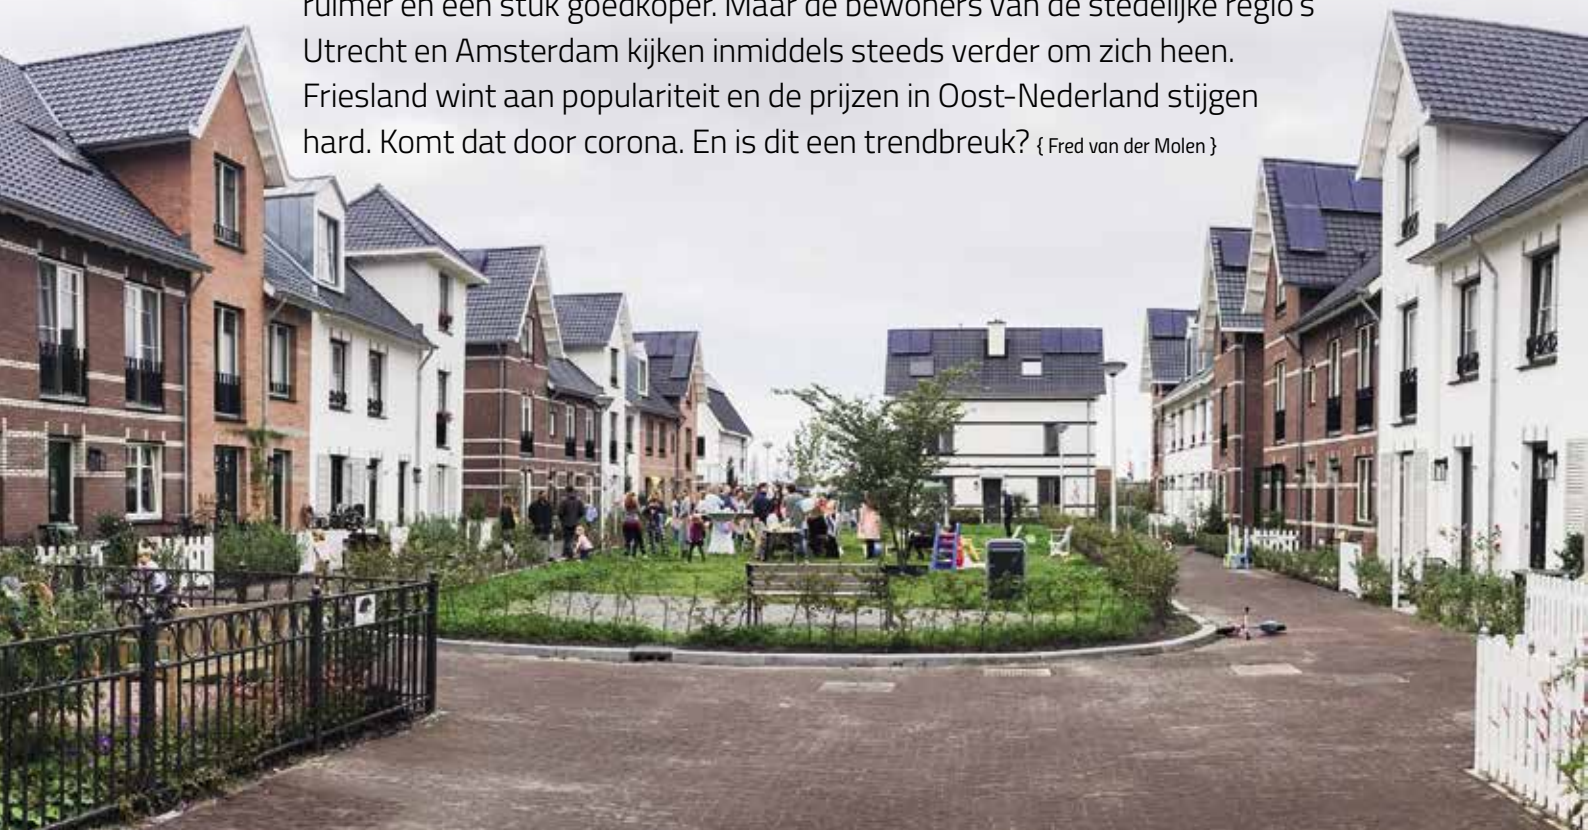 ruimer en een stuk goedkoper. Maar de bewoners van de stedelijke regio's
Utrecht en Amsterdam kijken inmiddels steeds verder om zich heen.
Friesland wint aan populariteit en de prijzen in Oost-Nederland stijgen
hard. Komt dat door corona. En is dit een trendbreuk? { Fred van der Molen }